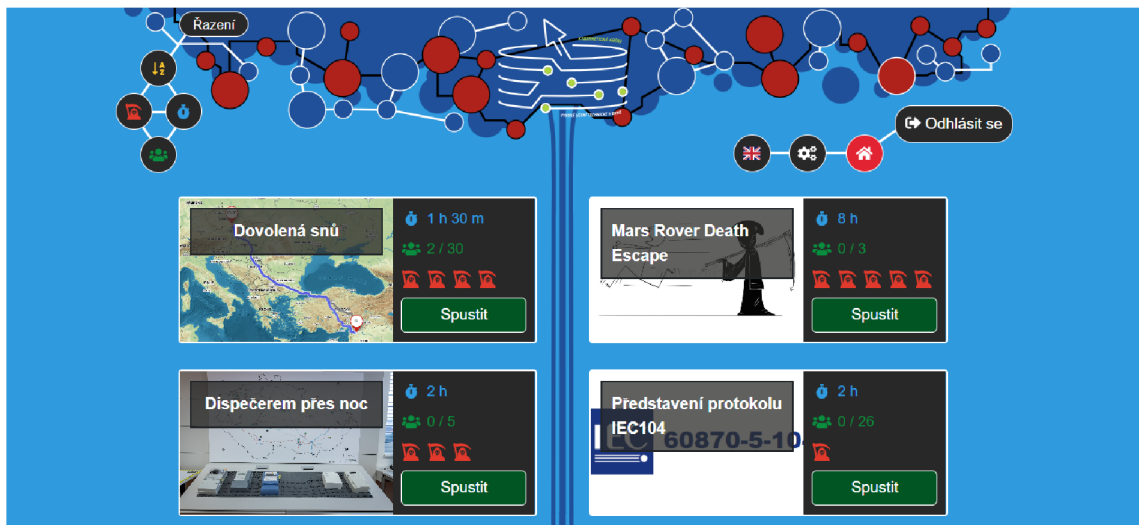 Řazení
Odhlásit se
Dovolená snů
1 h 30 m
2 / 30
Spustit
Mars Rover Death
Escape
8 h
0 / 3
Spustit
Dispečerem přes noc
2 h
0 / 5
Spustit
Představení protokolu
IEC104
2 h
0 / 26
IEC 60870-5-10
Spustit